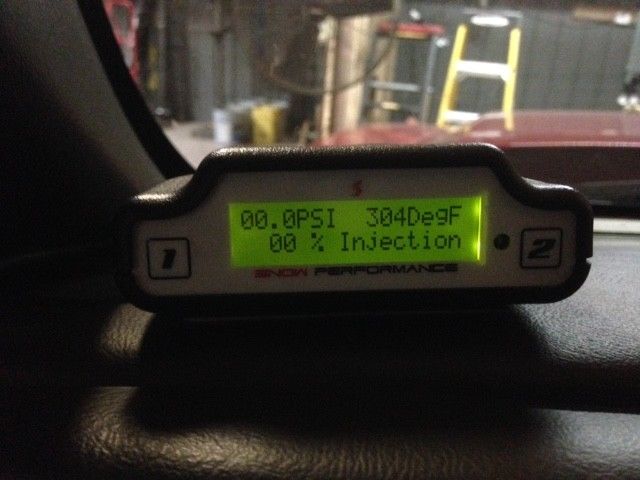 00.0PSI 304DegF
00 % Injection
1
2
SNOW PERFORMANCE